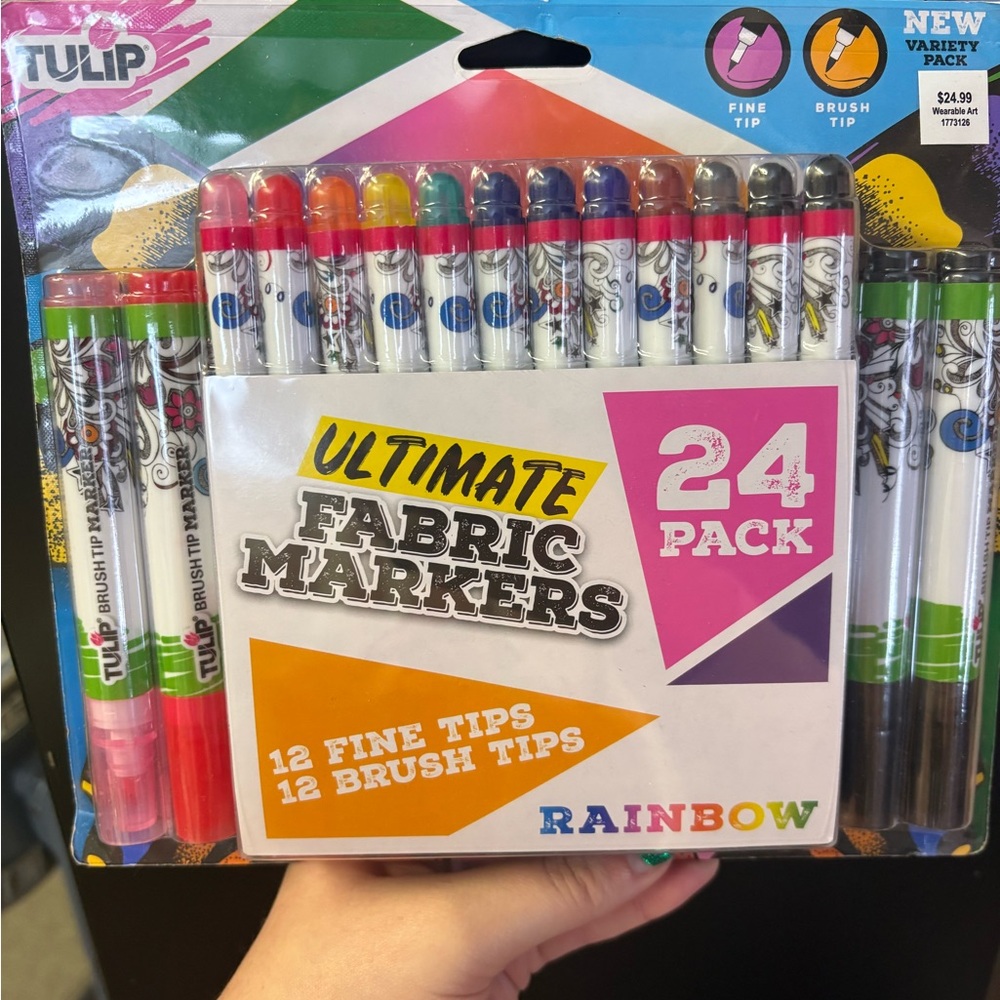 TULIP®
FINE
TIP
BRUSH
TIP
NEW
VARIETY
PACK
$24.99
Wearable Art
1773126
ULTIMATE
FABRIC
MARKERS
24
PACK
12 FINE TIPS
12 BRUSH TIPS
RAINBOW
TULIP® BRUSH TIP MARKER
TULIP® BRUSH TIP MARKER